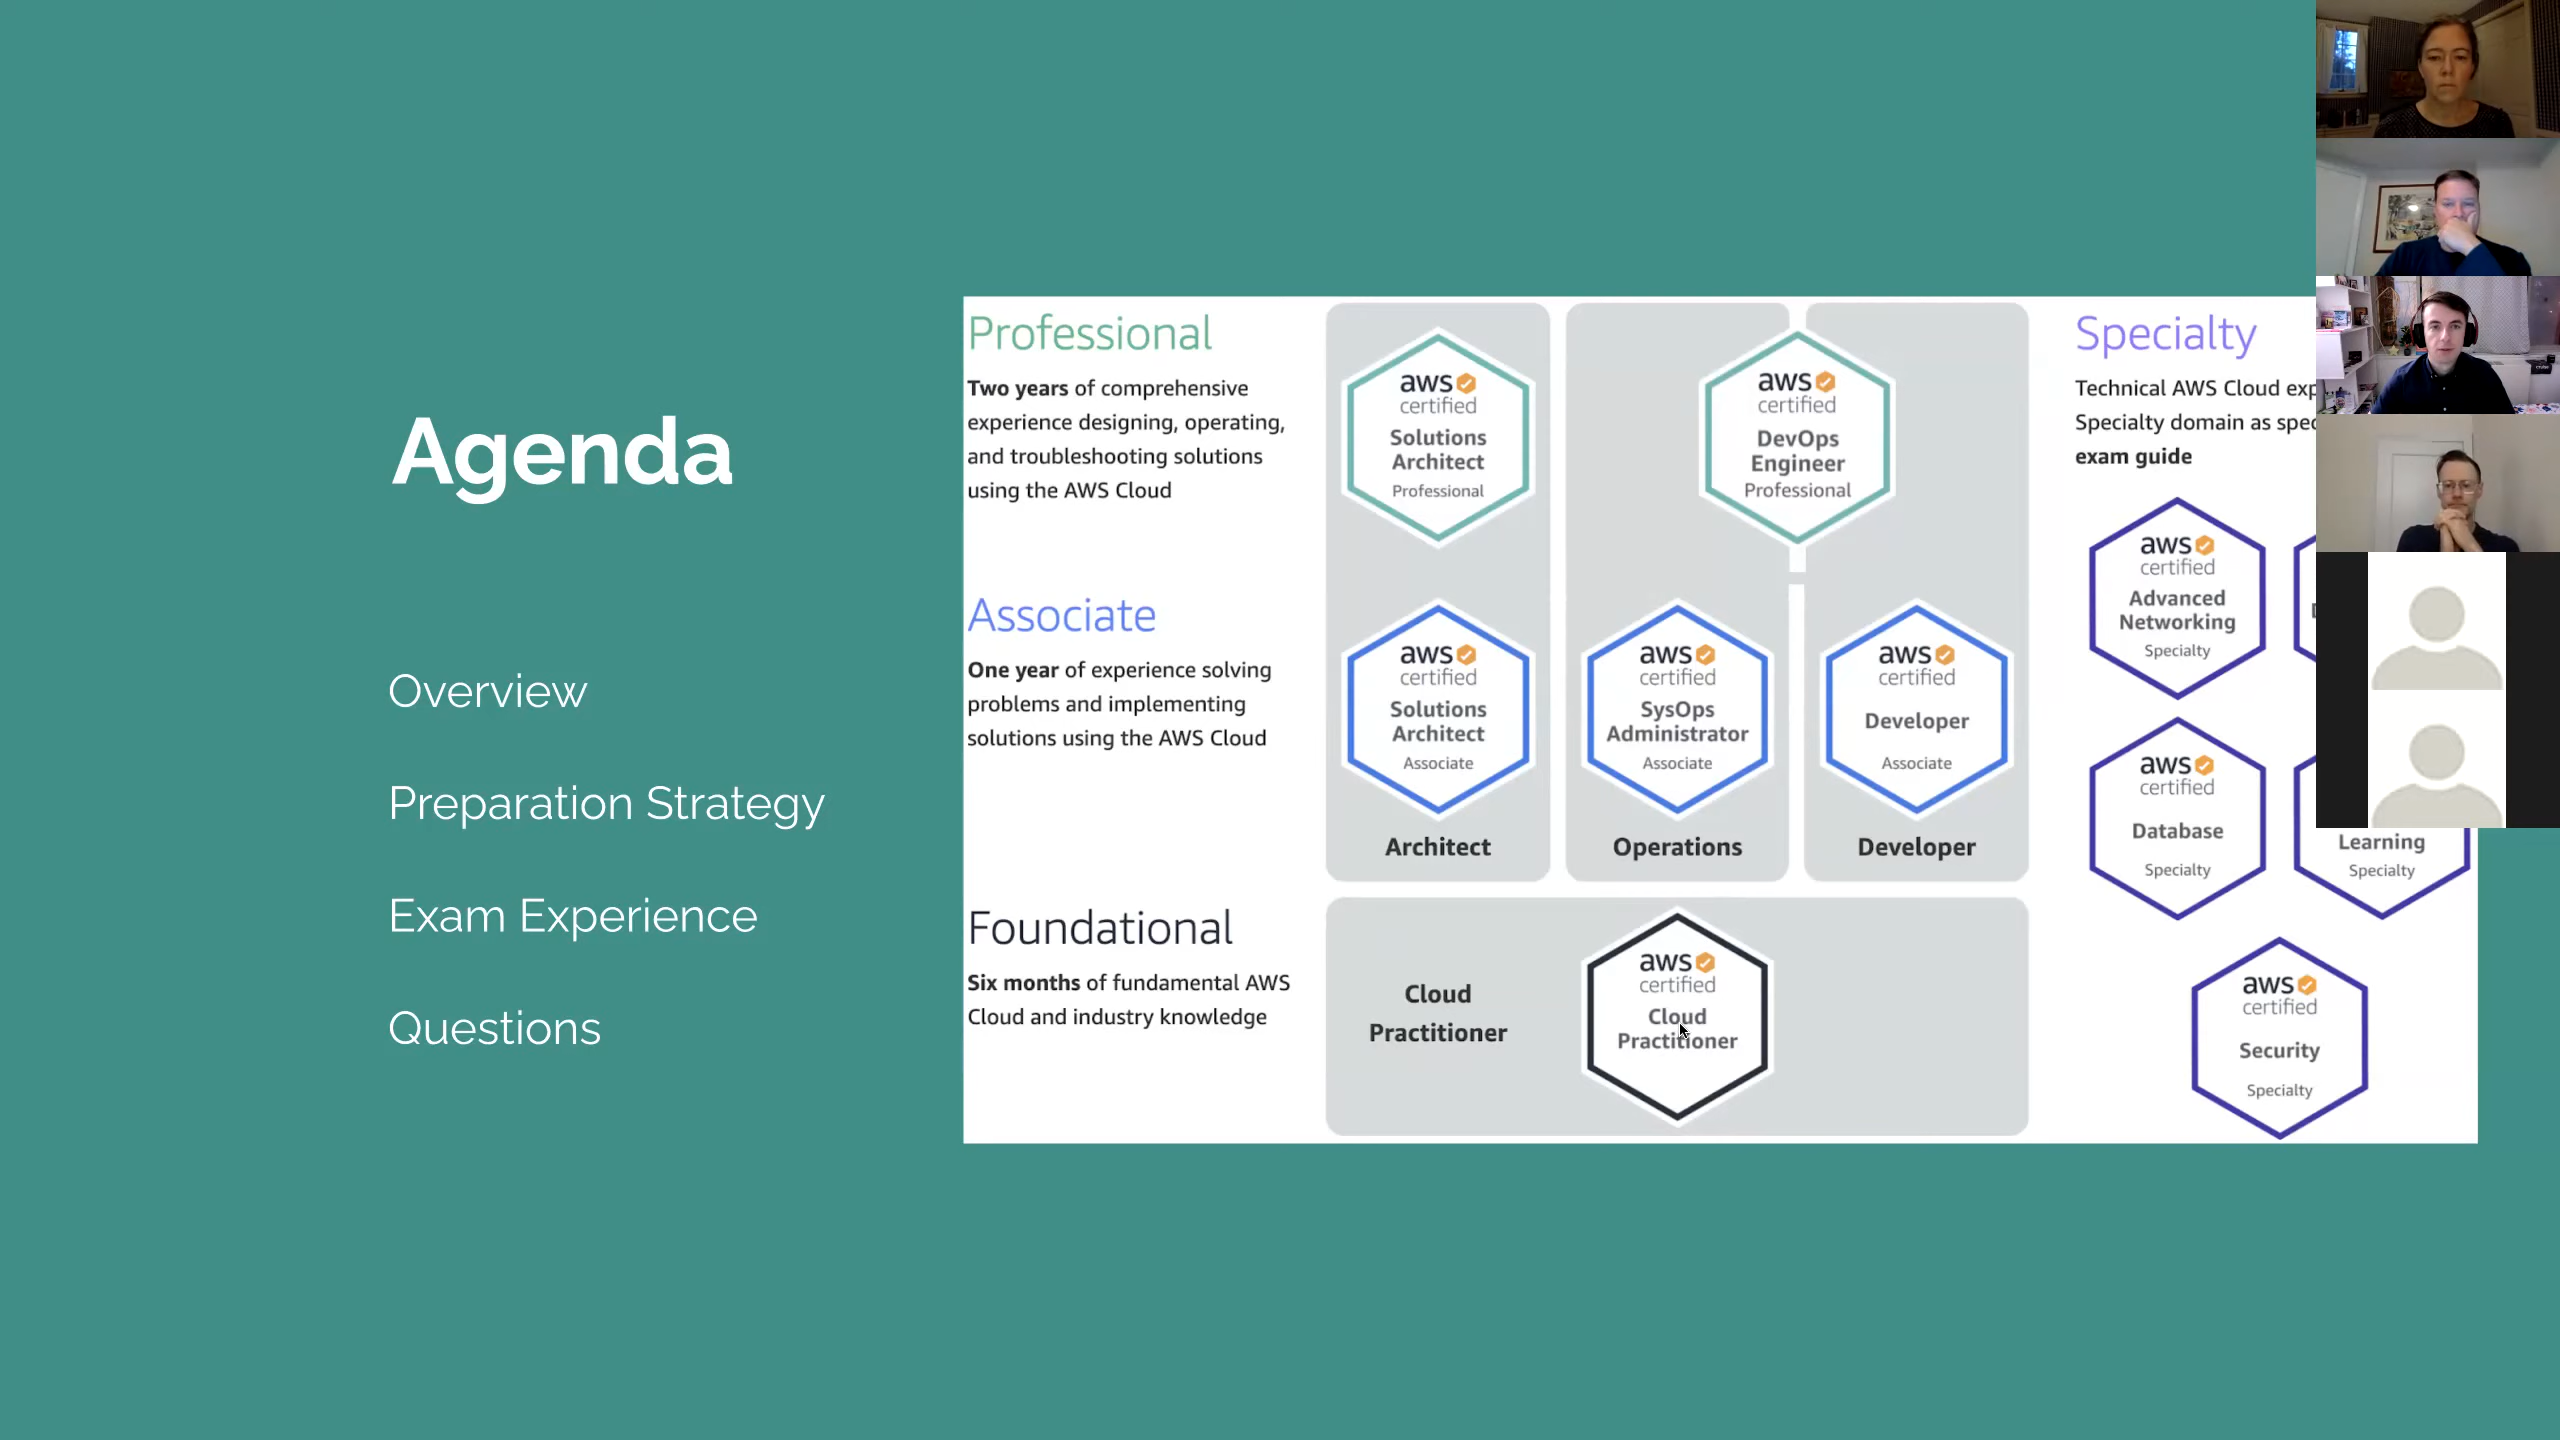 Agenda
Overview
Preparation Strategy
Exam Experience
Questions
Professional
Two years of comprehensive
experience designing, operating,
and troubleshooting solutions
using the AWS Cloud
aws
certified
Solutions
Architect
Professional
aws
certified
DevOps
Engineer
Professional
Associate
One year of experience solving
problems and implementing
solutions using the AWS Cloud
aws
certified
Solutions
Architect
Associate
aws
certified
SysOps
Administrator
Associate
aws
certified
Developer
Associate
Architect
Operations
Developer
Foundational
Six months of fundamental AWS
Cloud and industry knowledge
Cloud
Practitioner
aws
certified
Cloud
Practitioner
Specialty
Technical AWS Cloud
Specialty domain as
exam guide
aws
certified
Advanced
Networking
Specialty
aws
certified
Database
Specialty
Learning
Specialty
aws
certified
Security
Specialty